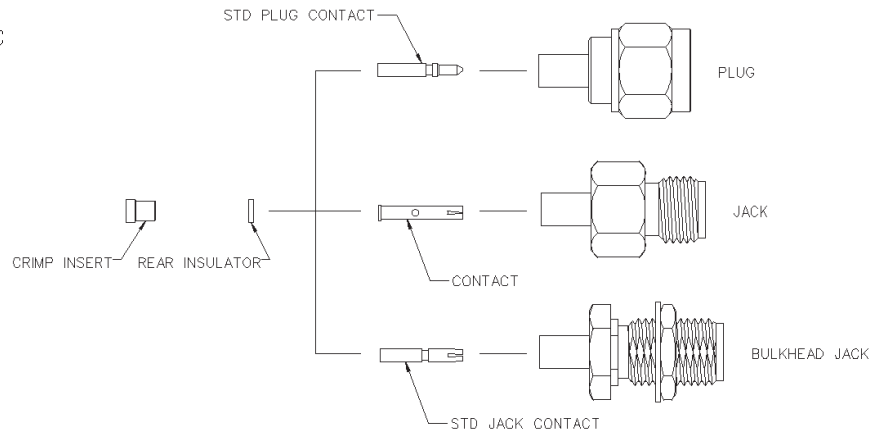 STD PLUG CONTACT
C
PLUG
JACK
CRIMP INSERT
REAR INSULATOR
CONTACT
BULKHEAD JACK
STD JACK CONTACT